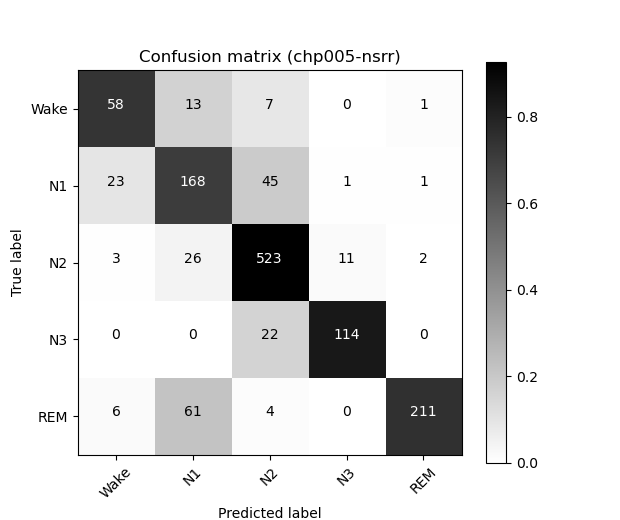 Confusion matrix (chp005-nsrr)
Wake 58 13 7 0 1
N1 23 168 45 1 1
N2 3 26 523 11 2
N3 0 0 22 114 0
REM 6 61 4 0 211
Wake N1 N2 N3 REM
Predicted label
True label
0.8
0.6
0.4
0.2
0.0